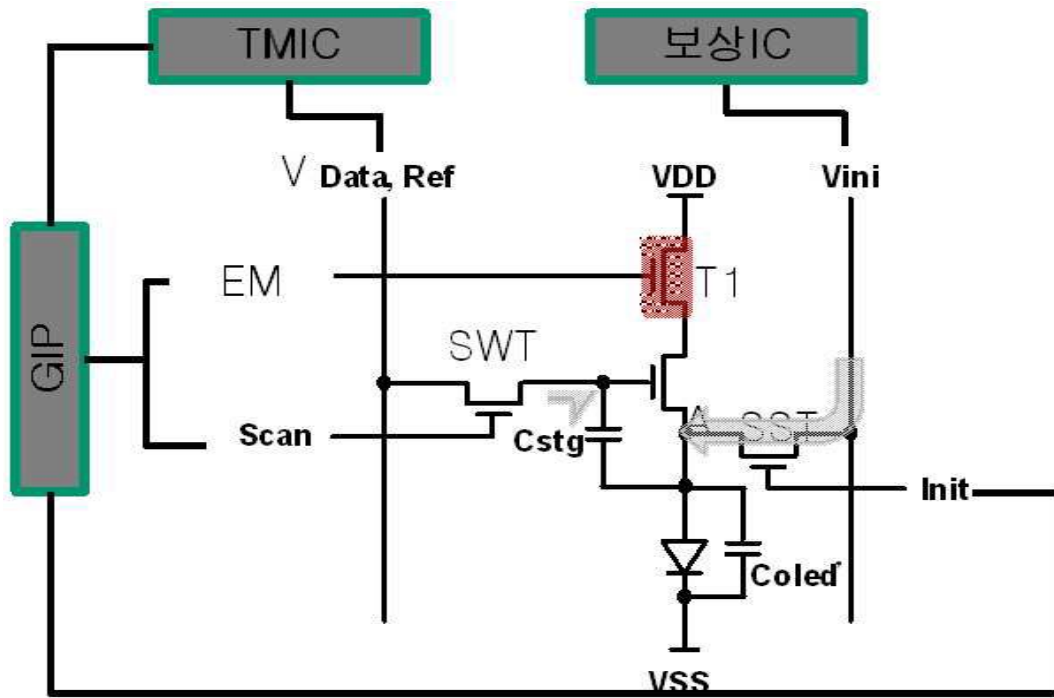 TMIC
보상IC
V Data, Ref
VDD
Vini
EM
T1
GIP
SWT
A
SST
Scan
Cstg
Init
Coled
VSS